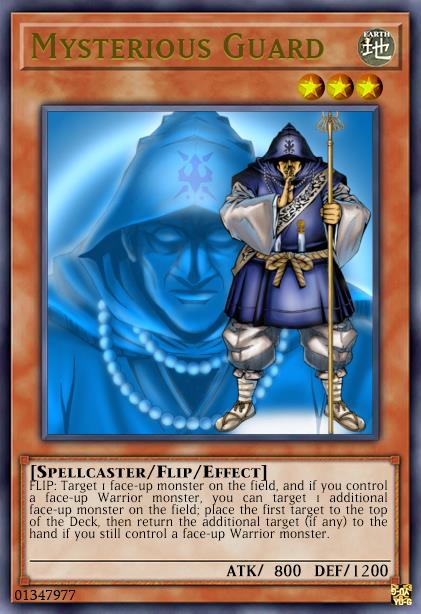 MYSTERIOUS GUARD
EARTH
地
[SPELLCASTER/FLIP/EFFECT]
FLIP: Target 1 face-up monster on the field, and if you control
a face-up Warrior monster, you can target 1 additional
face-up monster on the field; place the first target to the top
of the Deck, then return the additional target (if any) to the
hand if you still control a face-up Warrior monster.
ATK/ 800 DEF/1200
01347977